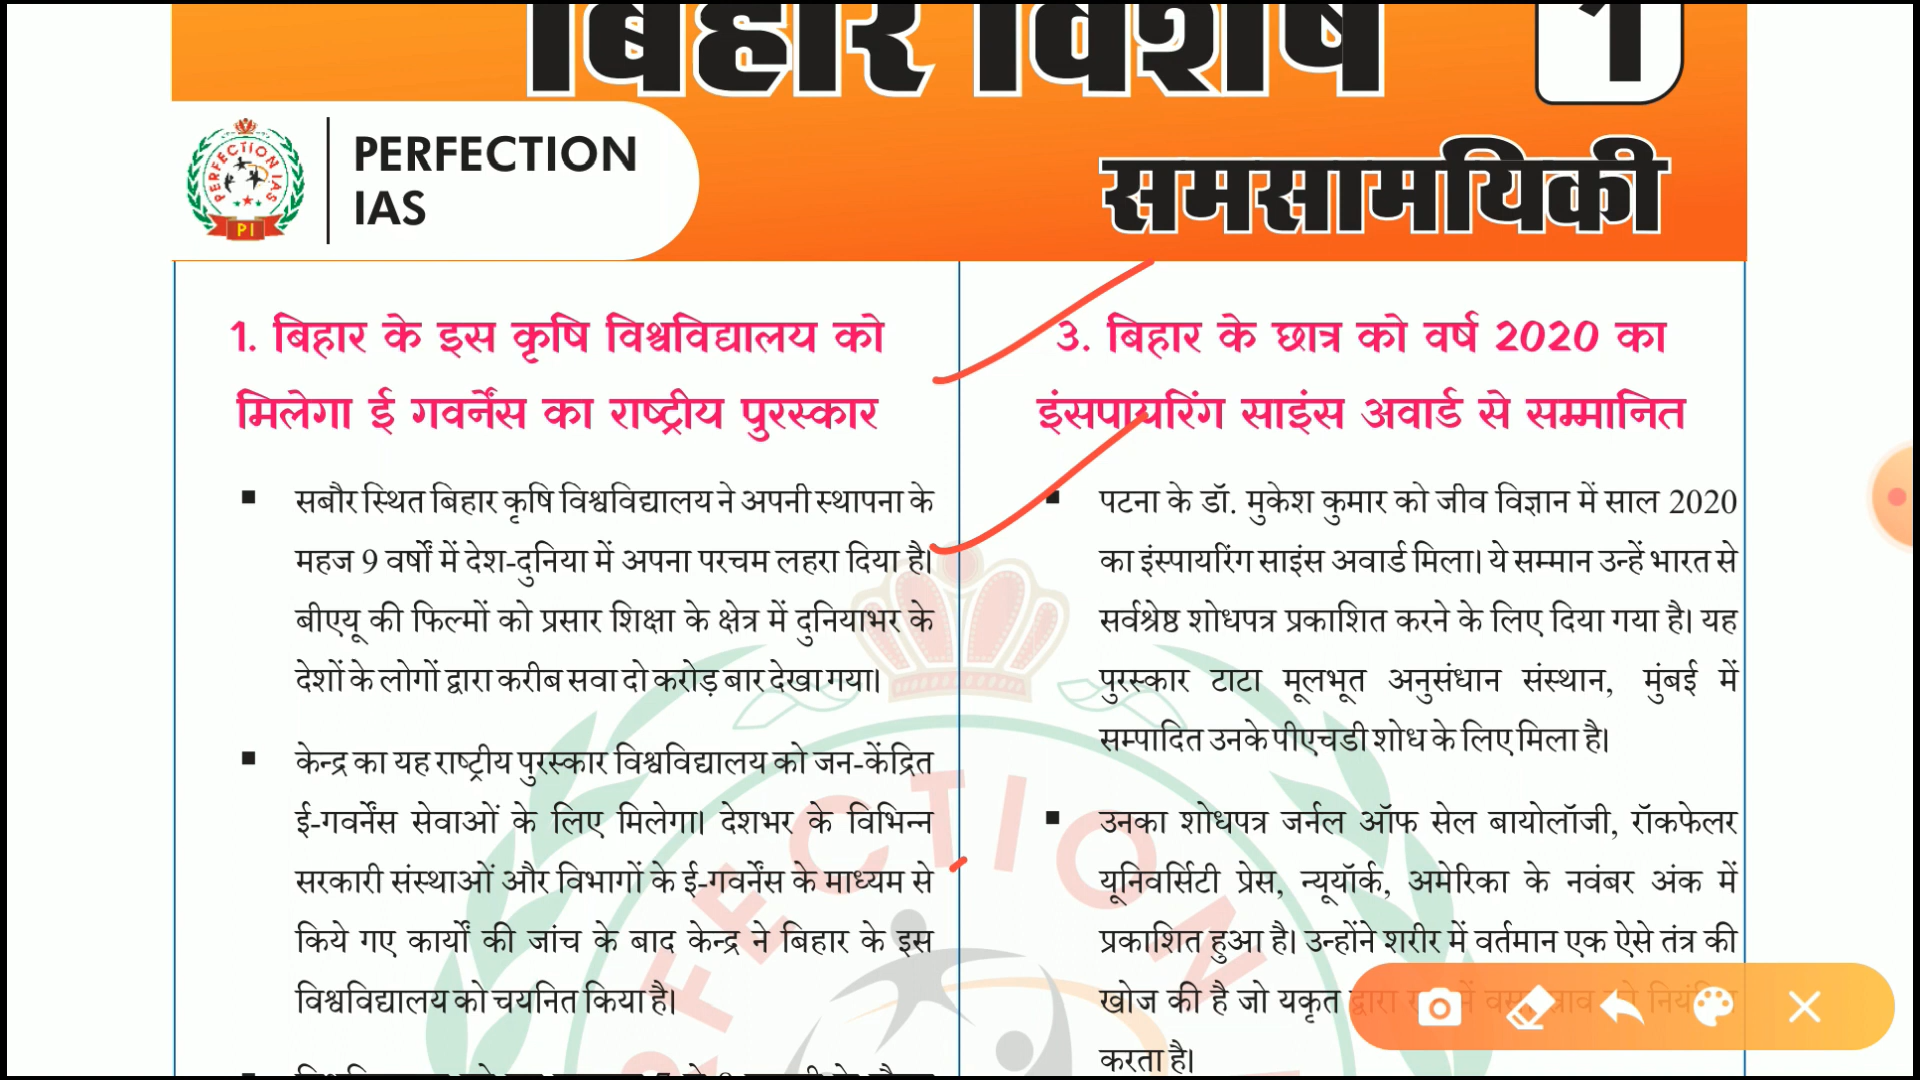 बिहार विशेष 1
PERFECTION
IAS
PERFECTION IAS
PI
समसामयिकी
1. बिहार के इस कृषि विश्वविद्यालय को
मिलेगा ई गवर्नेंस का राष्ट्रीय पुरस्कार
▪ सबौर स्थित बिहार कृषि विश्वविद्यालय ने अपनी स्थापना के
महज 9 वर्षों में देश-दुनिया में अपना परचम लहरा दिया है।
बीएयू की फिल्मों को प्रसार शिक्षा के क्षेत्र में दुनियाभर के
देशों के लोगों द्वारा करीब सवा दो करोड़ बार देखा गया।
▪ केन्द्र का यह राष्ट्रीय पुरस्कार विश्वविद्यालय को जन-केंद्रित
ई-गवर्नेंस सेवाओं के लिए मिलेगा। देशभर के विभिन्न
सरकारी संस्थाओं और विभागों के ई-गवर्नेंस के माध्यम से
किये गए कार्यों की जांच के बाद केन्द्र ने बिहार के इस
विश्वविद्यालय को चयनित किया है।
3. बिहार के छात्र को वर्ष 2020 का
इंसपायरिंग साइंस अवार्ड से सम्मानित
▪ पटना के डॉ. मुकेश कुमार को जीव विज्ञान में साल 2020
का इंस्पायरिंग साइंस अवार्ड मिला। ये सम्मान उन्हें भारत से
सर्वश्रेष्ठ शोधपत्र प्रकाशित करने के लिए दिया गया है। यह
पुरस्कार टाटा मूलभूत अनुसंधान संस्थान, मुंबई में
सम्पादित उनके पीएचडी शोध के लिए मिला है।
▪ उनका शोधपत्र जर्नल ऑफ सेल बायोलॉजी, रॉकफेलर
यूनिवर्सिटी प्रेस, न्यूयॉर्क, अमेरिका के नवंबर अंक में
प्रकाशित हुआ है। उन्होंने शरीर में वर्तमान एक ऐसे तंत्र की
खोज की है जो यकृत द्वारा
करता है।